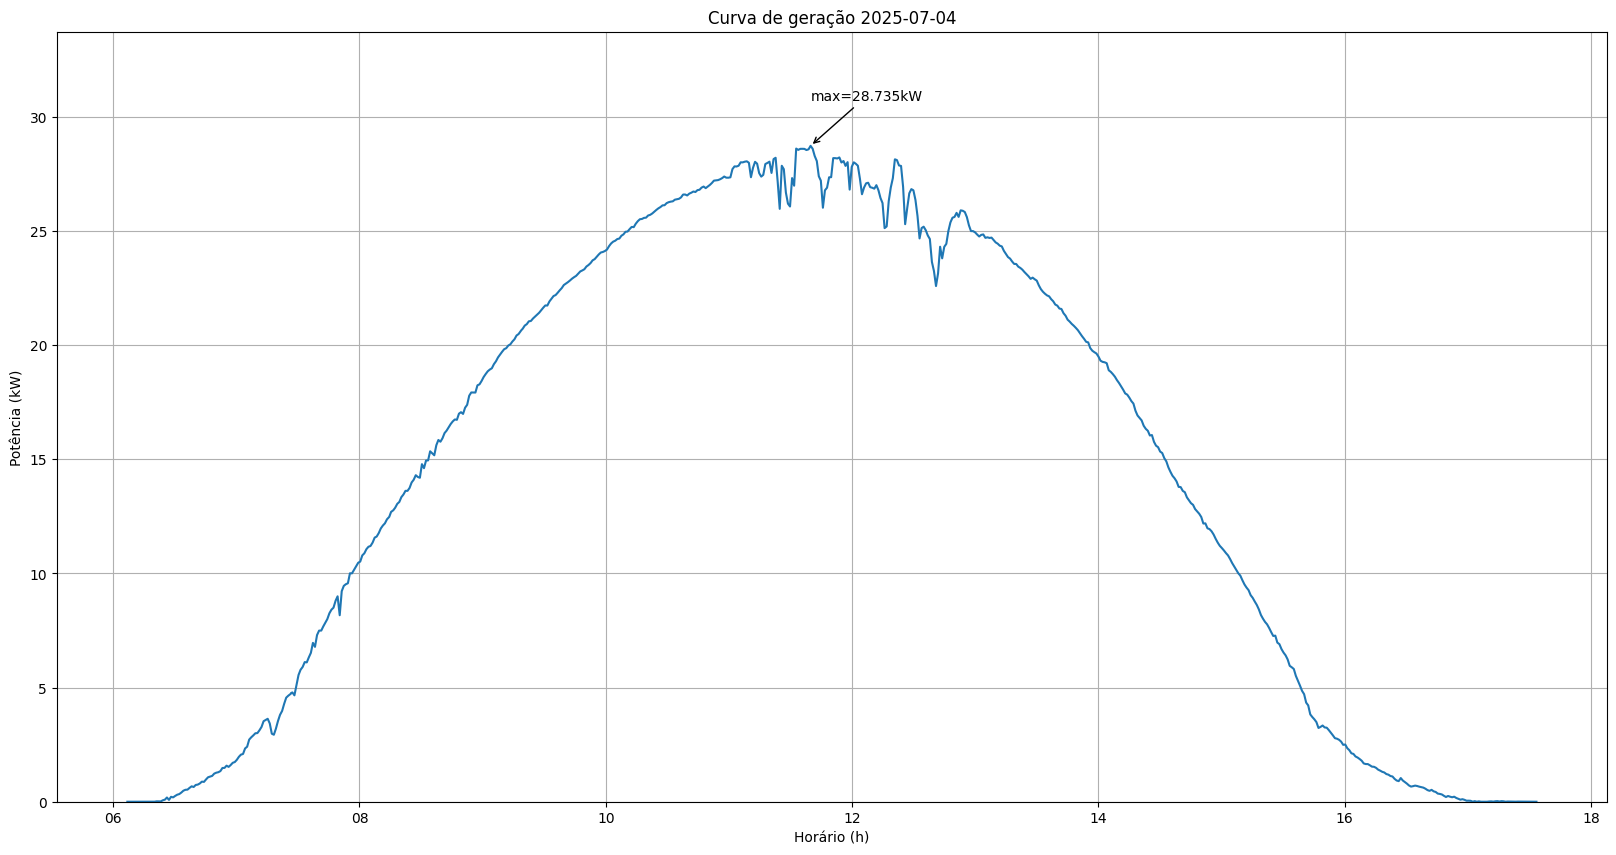 Curva de geração 2025-07-04
max=28.735kW
30
25
20
15
10
5
0
Potência (kW)
06 08 10 12 14 16 18
Horário (h)